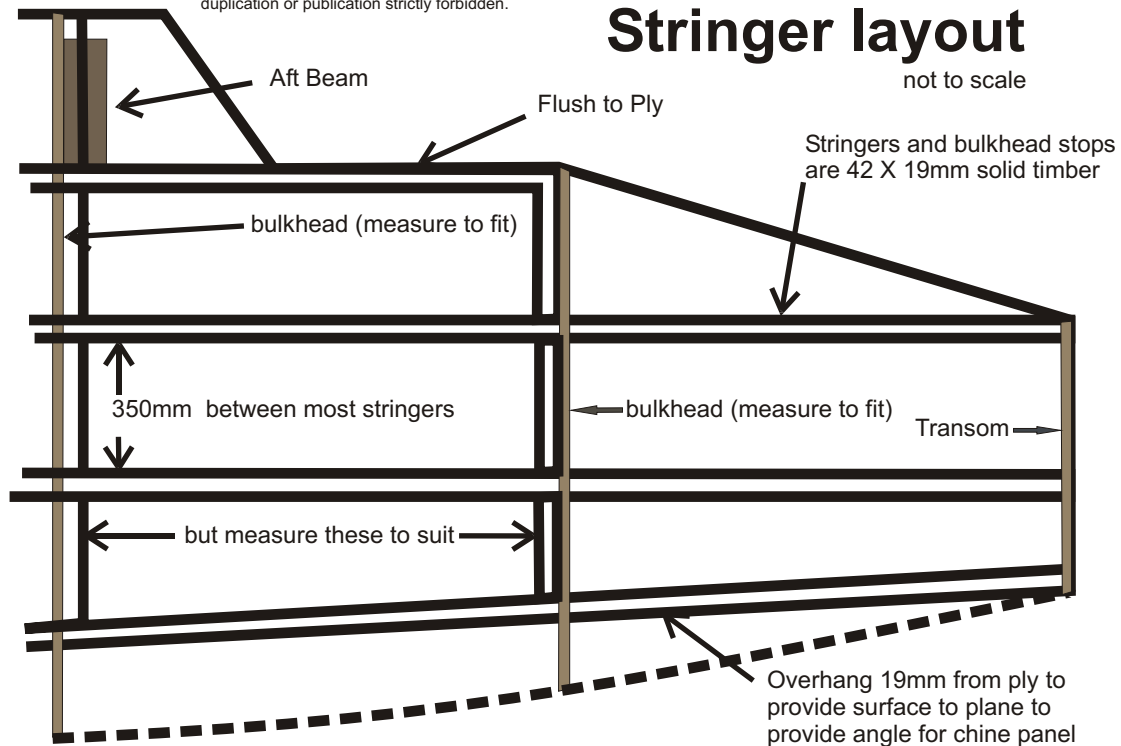 duplication or publication strictly forbidden.
Stringer layout
not to scale
Aft Beam
Flush to Ply
Stringers and bulkhead stops
are 42 X 19mm solid timber
bulkhead (measure to fit)
350mm between most stringers
bulkhead (measure to fit)
Transom
but measure these to suit
Overhang 19mm from ply to
provide surface to plane to
provide angle for chine panel